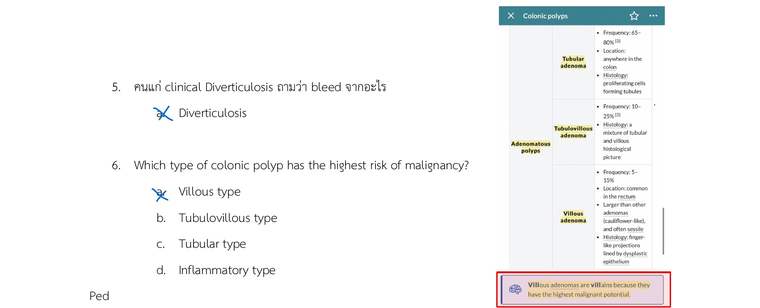 5. คนแก่ clinical Diverticulosis ถามว่า bleed จากอะไร
a. Diverticulosis
6. Which type of colonic polyp has the highest risk of malignancy?
a. Villous type
b. Tubulovillous type
c. Tubular type
d. Inflammatory type
Ped
Colonic polyps
Adenomatous polyps
Tubular adenoma
• Frequency: 65–
80% [3]
• Location:
anywhere in the
colon
• Histology:
proliferating cells
forming tubules
Tubulovillous
adenoma
• Frequency: 10–
25% [3]
• Histology: a
mixture of tubular
and villous
histological
picture
Villous
adenoma
• Frequency: 5–
15%
• Location: common
in the rectum
• Larger than other
adenomas
(cauliflower-like),
and often sessile
• Histology: finger-
like projections
lined by dysplastic
epithelium
Villous adenomas are villains because they
have the highest malignant potential.